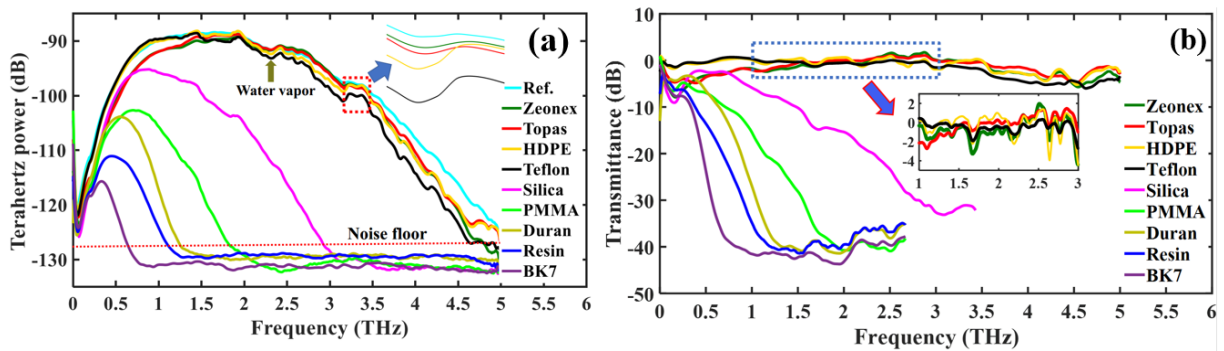 (a)
Terahertz power (dB)
-90
-100
-110
-120
-130
0
0.5
1
1.5
2
2.5
3
3.5
4
4.5
5
5.5
6
Frequency (THz)
Water vapor
Noise floor
Ref.
Zeonex
Topas
HDPE
Teflon
Silica
PMMA
Duran
Resin
BK7
(b)
Transmittance (dB)
10
0
-10
-20
-30
-40
-50
0
0.5
1
1.5
2
2.5
3
3.5
4
4.5
5
5.5
6
Frequency (THz)
2
0
-2
-4
1
1.5
2
2.5
3
Zeonex
Topas
HDPE
Teflon
Silica
PMMA
Duran
Resin
BK7